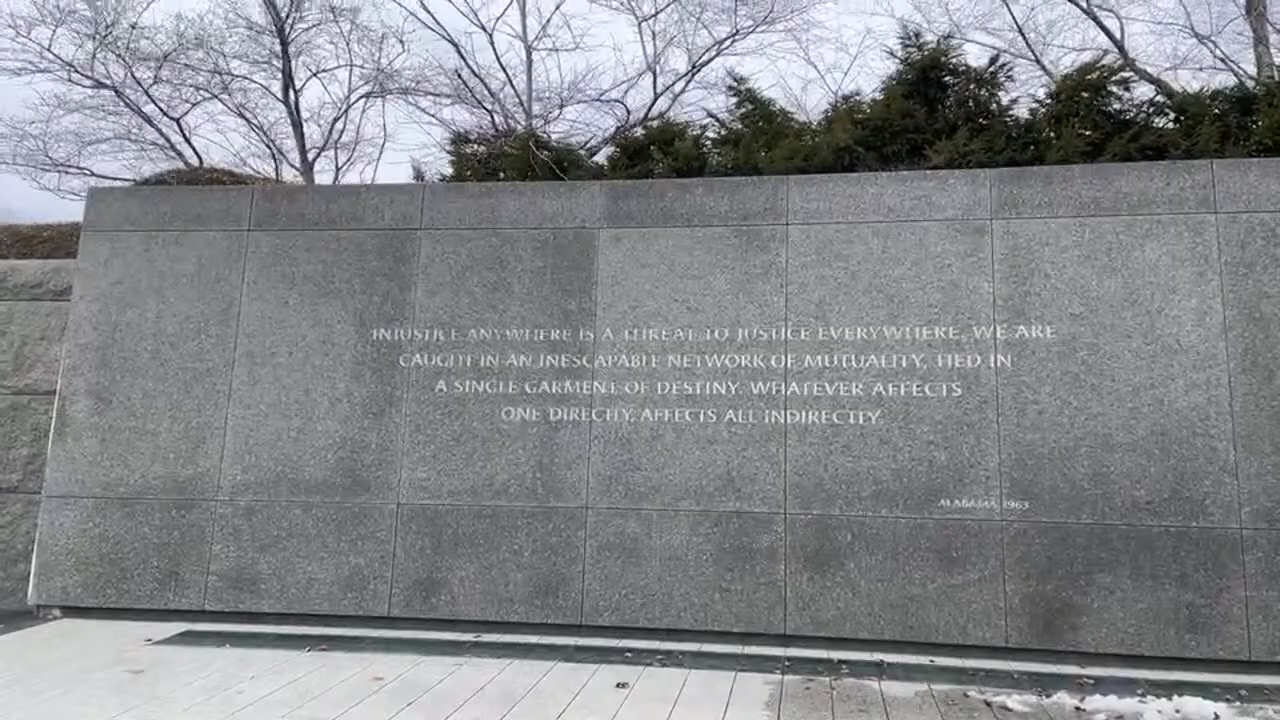 INJUSTICE ANYWHERE IS A THREAT TO JUSTICE EVERYWHERE. WE ARE
CAUGHT IN AN INESCAPABLE NETWORK OF MUTUALITY, TIED IN
A SINGLE GARMENT OF DESTINY. WHATEVER AFFECTS
ONE DIRECTLY, AFFECTS ALL INDIRECTLY.
ALABAMA, 1963